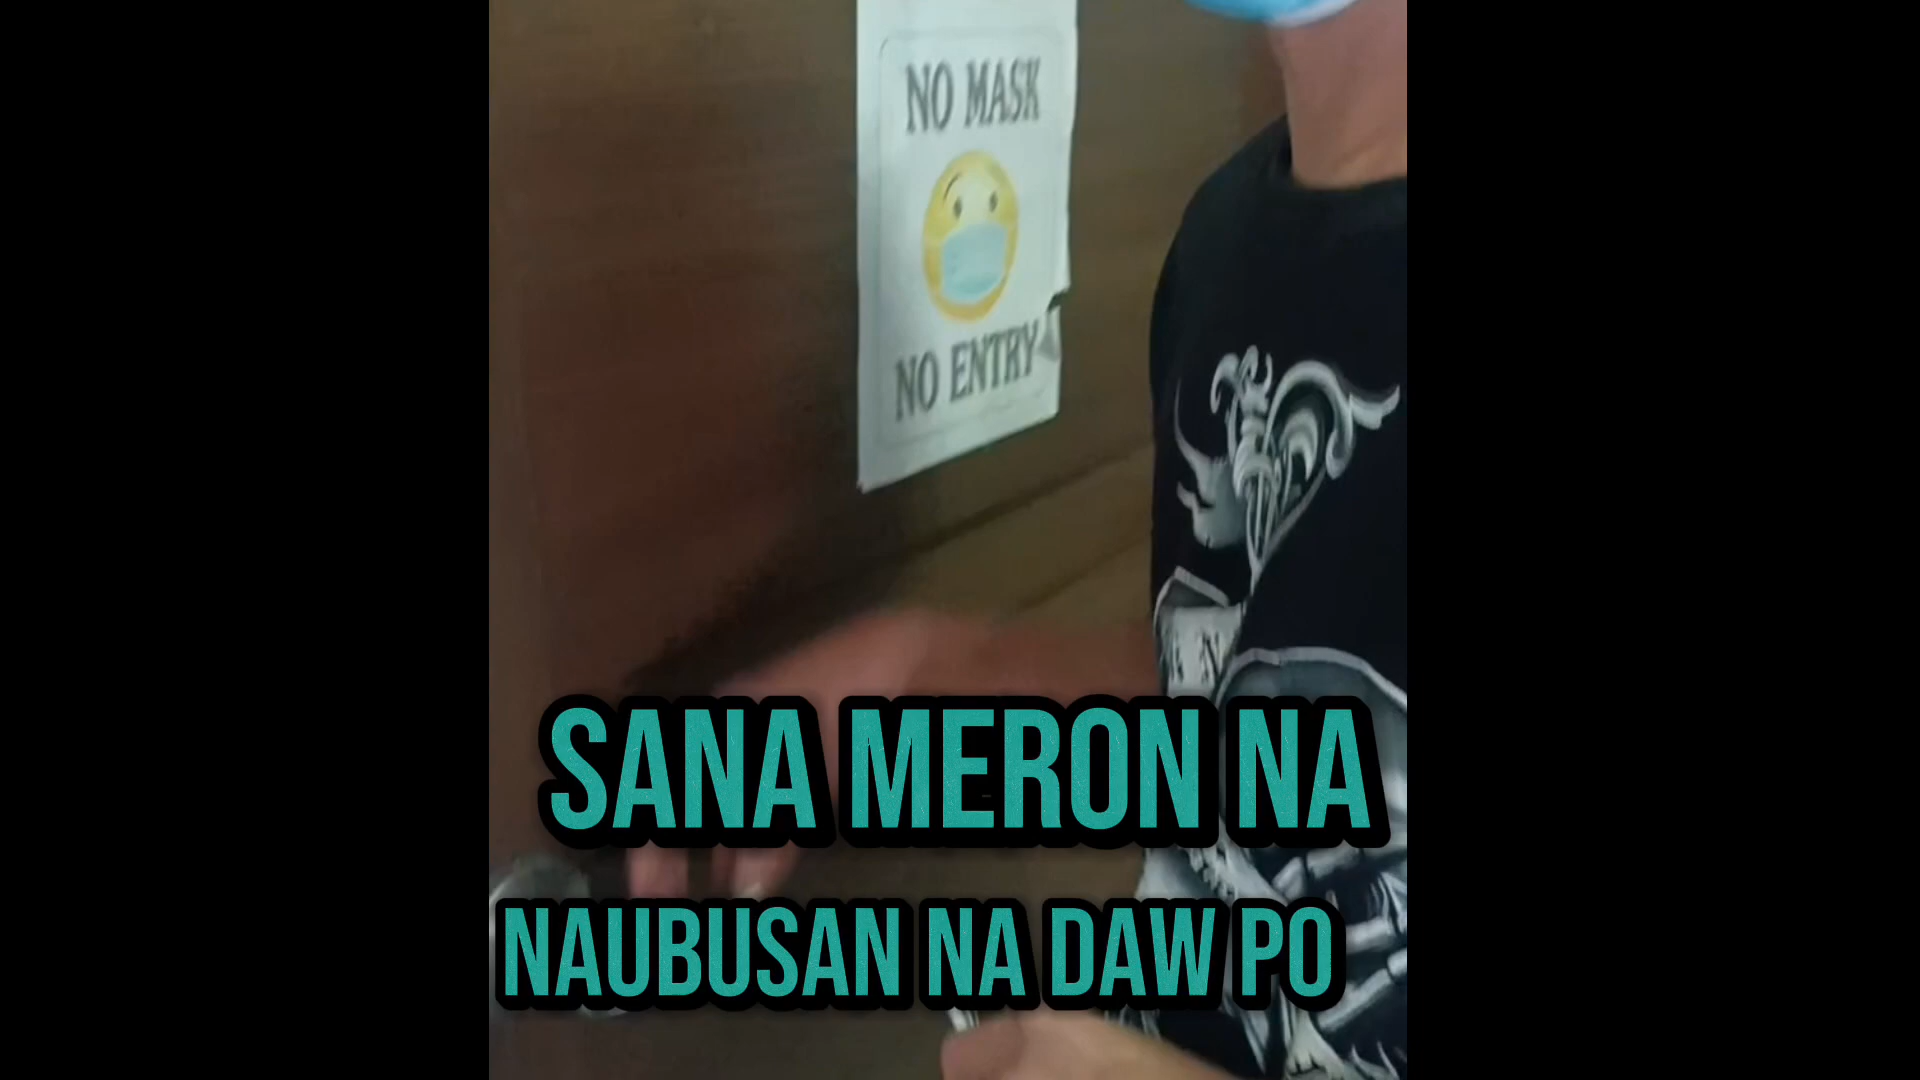 NO MASK
NO ENTRY
SANA MERON NA
NAUBUSAN NA DAW PO